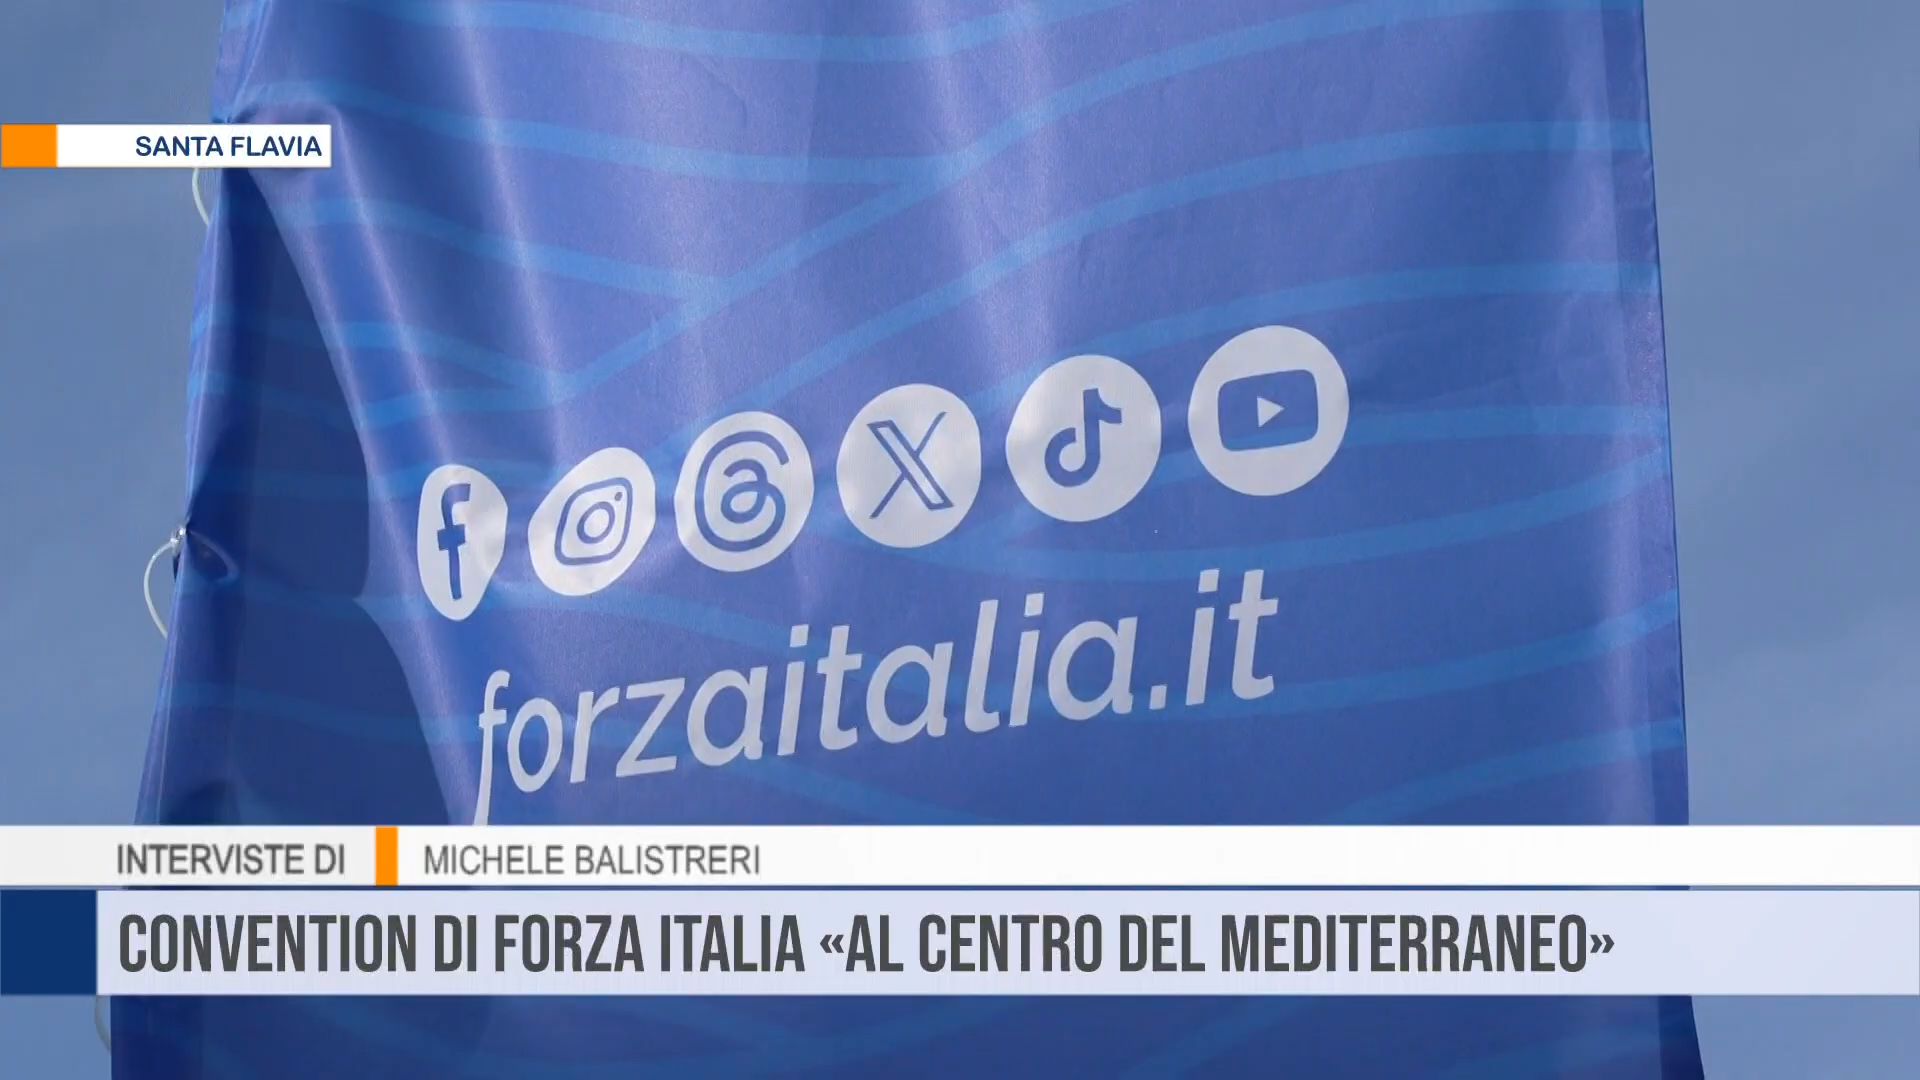 SANTA FLAVIA
forzaitalia.it
INTERVISTE DI MICHELE BALISTRERI
CONVENTION DI FORZA ITALIA «AL CENTRO DEL MEDITERRANEO»